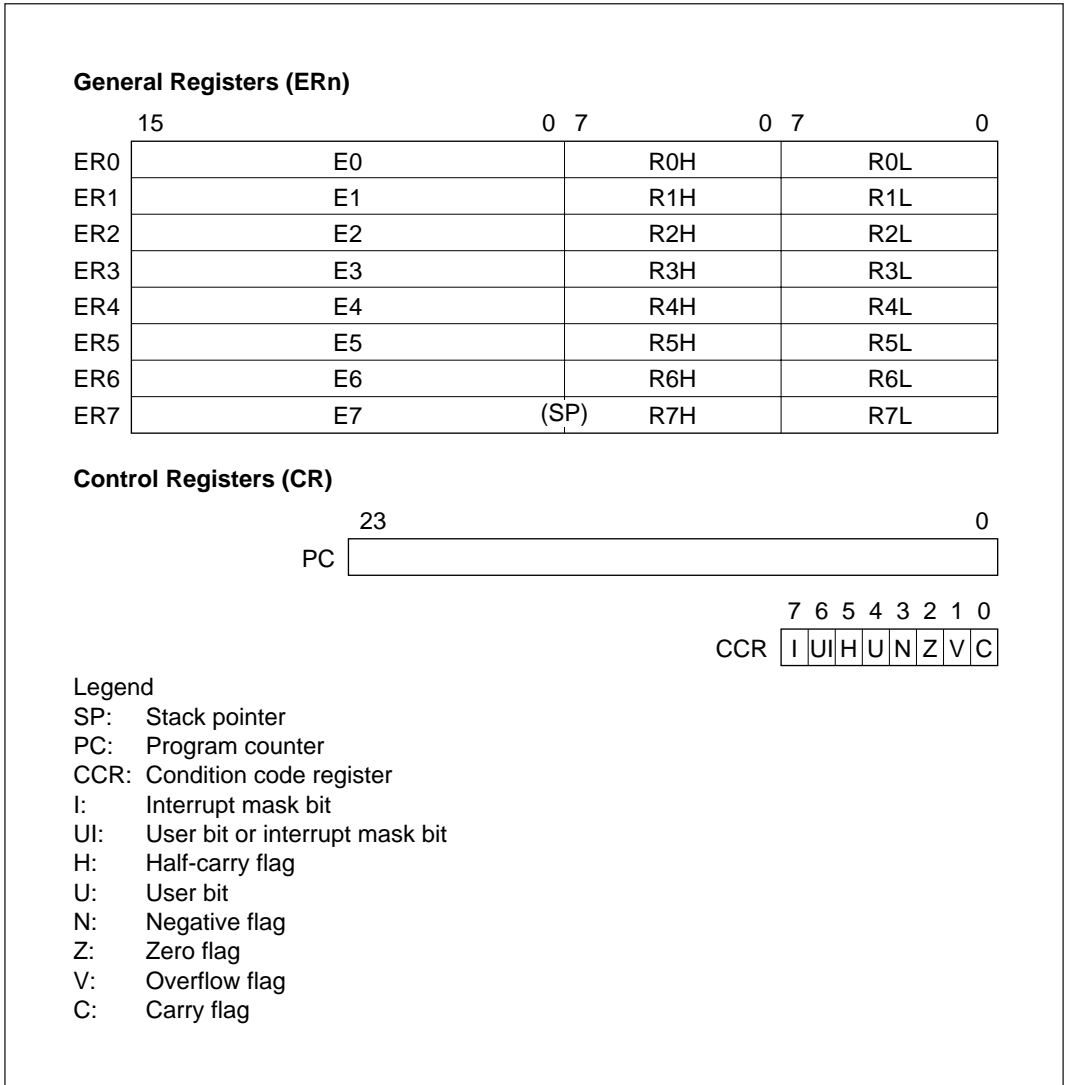 General Registers (ERn)
15 0 7 0 7 0
ER0 E0 R0H R0L
ER1 E1 R1H R1L
ER2 E2 R2H R2L
ER3 E3 R3H R3L
ER4 E4 R4H R4L
ER5 E5 R5H R5L
ER6 E6 R6H R6L
ER7 E7 (SP) R7H R7L
Control Registers (CR)
23 0
PC
7 6 5 4 3 2 1 0
CCR I UI H U N Z V C
Legend
SP: Stack pointer
PC: Program counter
CCR: Condition code register
I: Interrupt mask bit
UI: User bit or interrupt mask bit
H: Half-carry flag
U: User bit
N: Negative flag
Z: Zero flag
V: Overflow flag
C: Carry flag